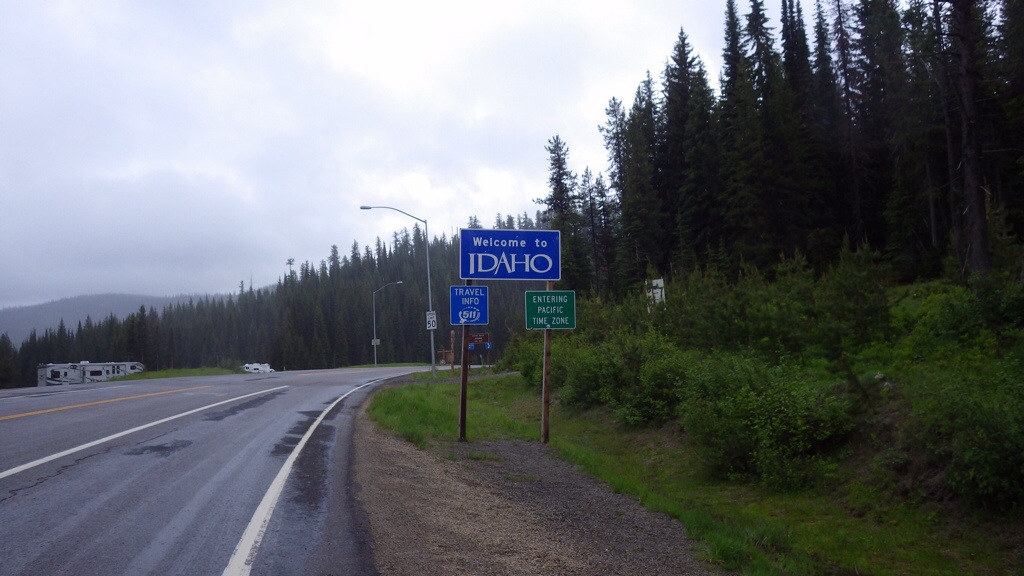 Welcome to
IDAHO
TRAVEL
INFO
511
ENTERING
PACIFIC
TIME ZONE
50